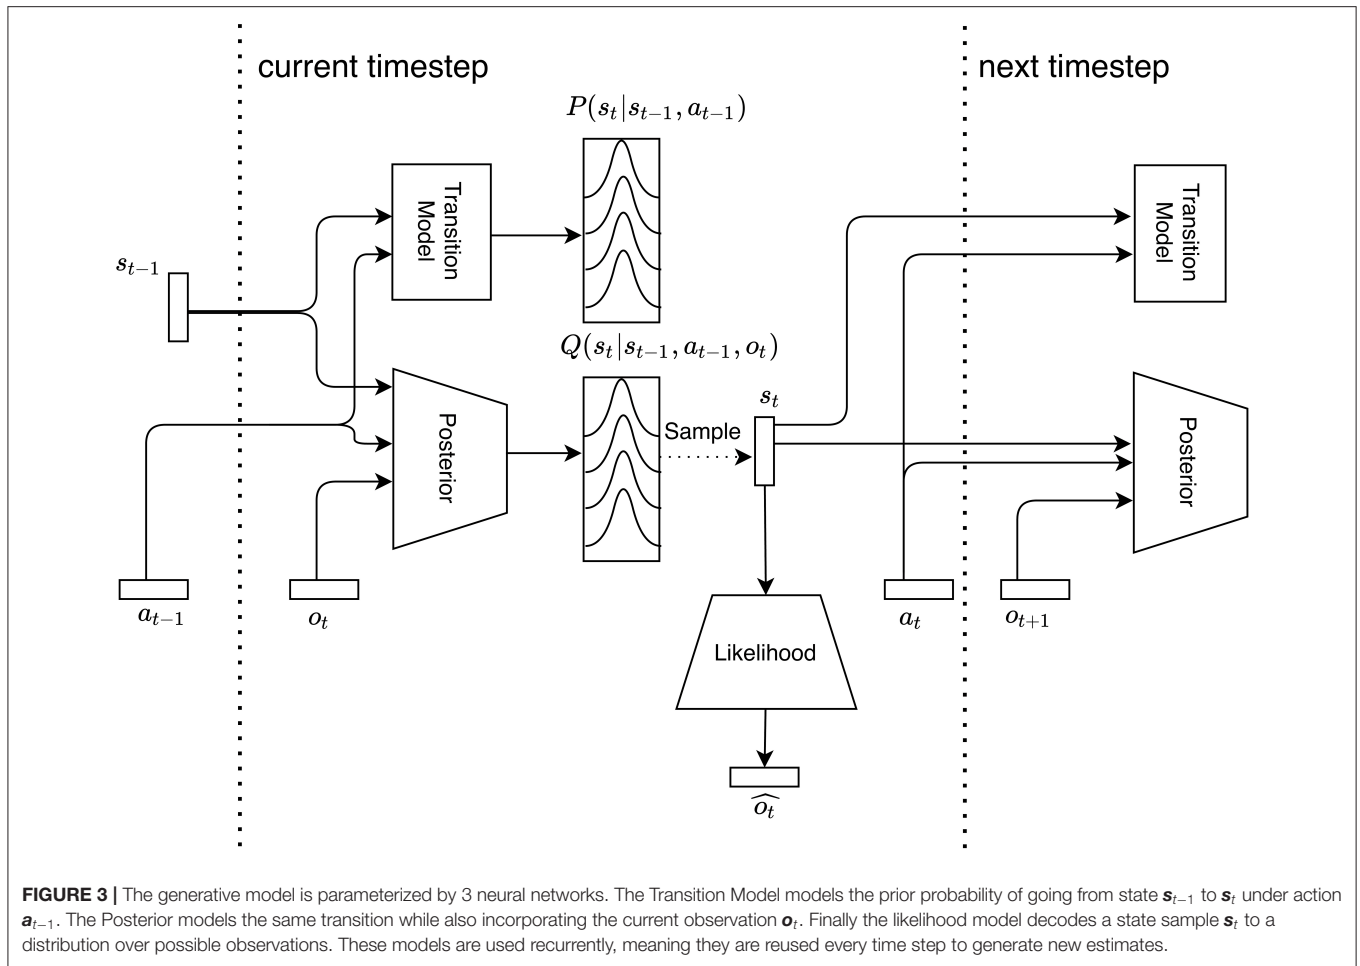 current timestep
next timestep
P(s_t|s_{t−1}, a_{t−1})
Transition
Model
Transition
Model
s_{t−1}
Q(s_t|s_{t−1}, a_{t−1}, o_t)
Posterior
Sample
s_t
Posterior
a_{t−1}
o_t
a_t
o_{t+1}
Likelihood
\widehat{o_t}
FIGURE 3 | The generative model is parameterized by 3 neural networks. The Transition Model models the prior probability of going from state s_{t−1} to s_t under action
a_{t−1}. The Posterior models the same transition while also incorporating the current observation o_t. Finally the likelihood model decodes a state sample s_t to a
distribution over possible observations. These models are used recurrently, meaning they are reused every time step to generate new estimates.